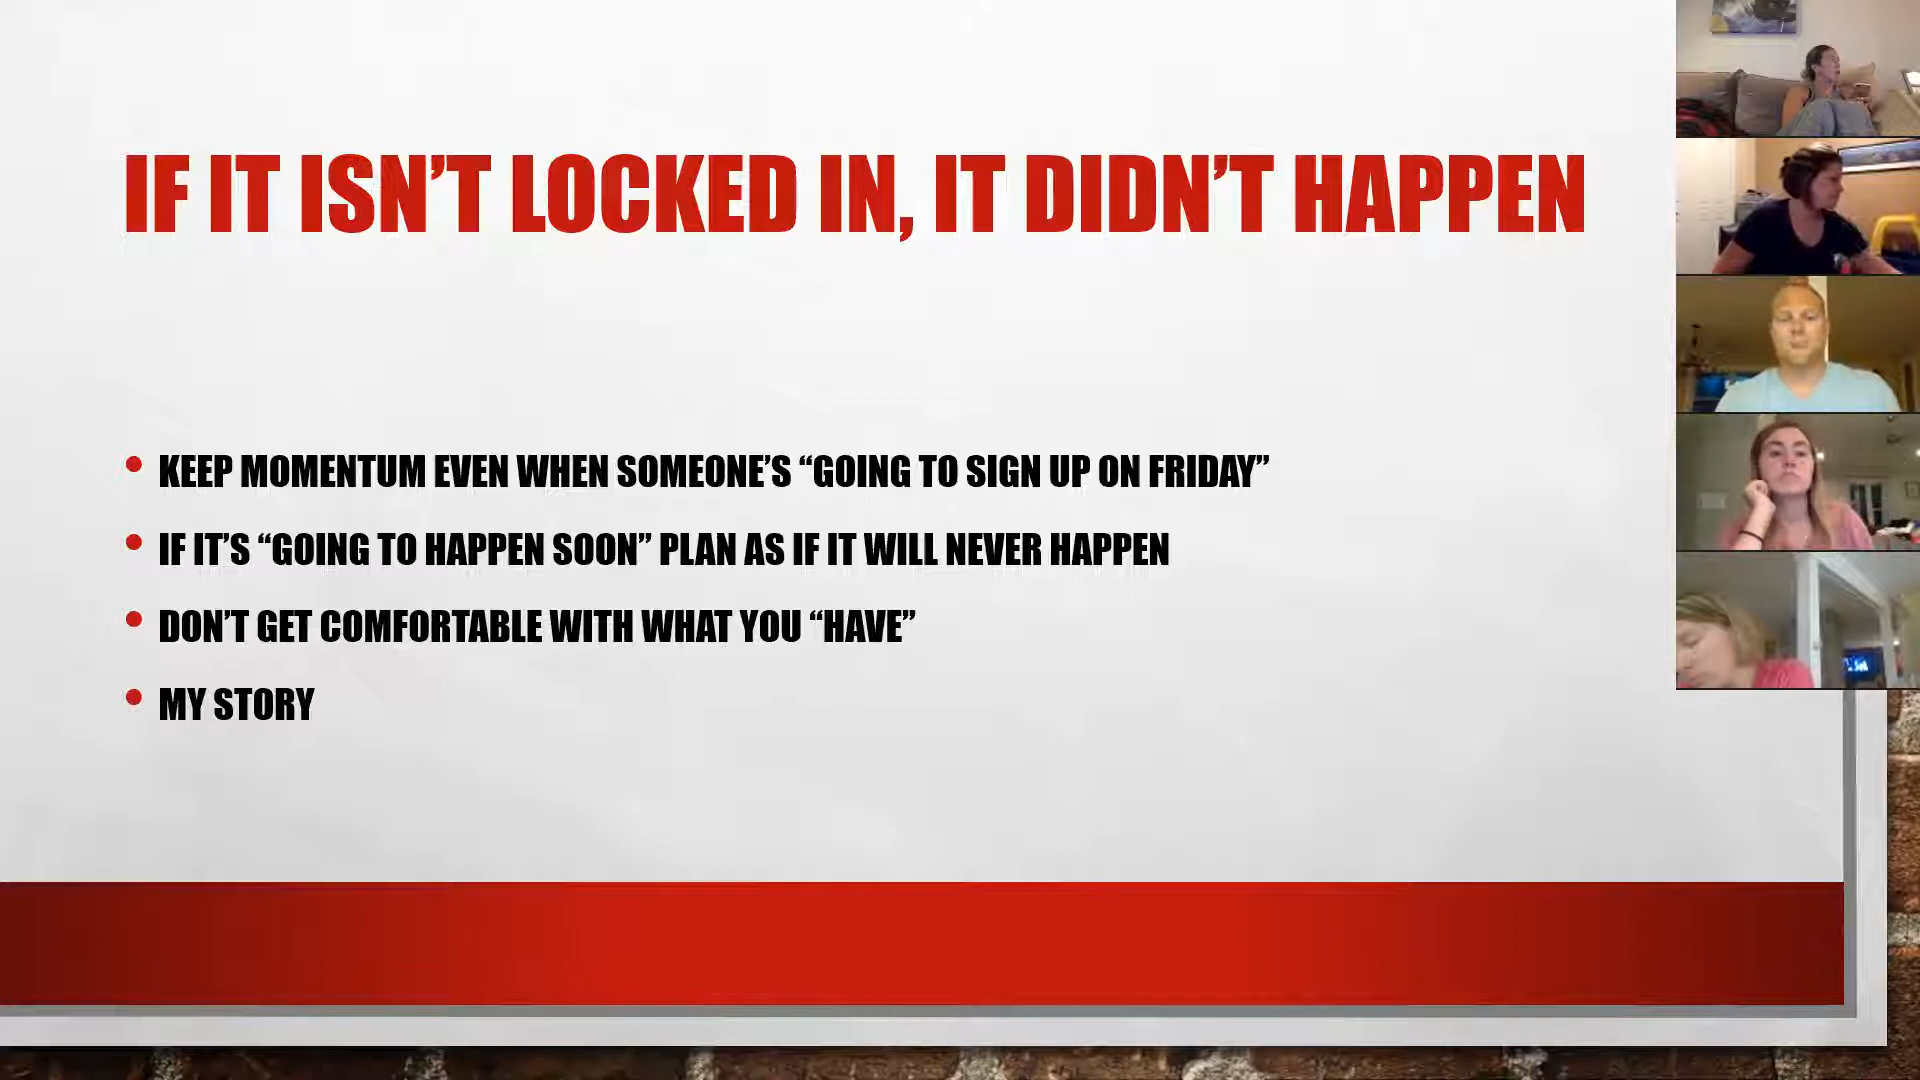 IF IT ISN’T LOCKED IN, IT DIDN’T HAPPEN
• KEEP MOMENTUM EVEN WHEN SOMEONE’S “GOING TO SIGN UP ON FRIDAY”
• IF IT’S “GOING TO HAPPEN SOON” PLAN AS IF IT WILL NEVER HAPPEN
• DON’T GET COMFORTABLE WITH WHAT YOU “HAVE”
• MY STORY